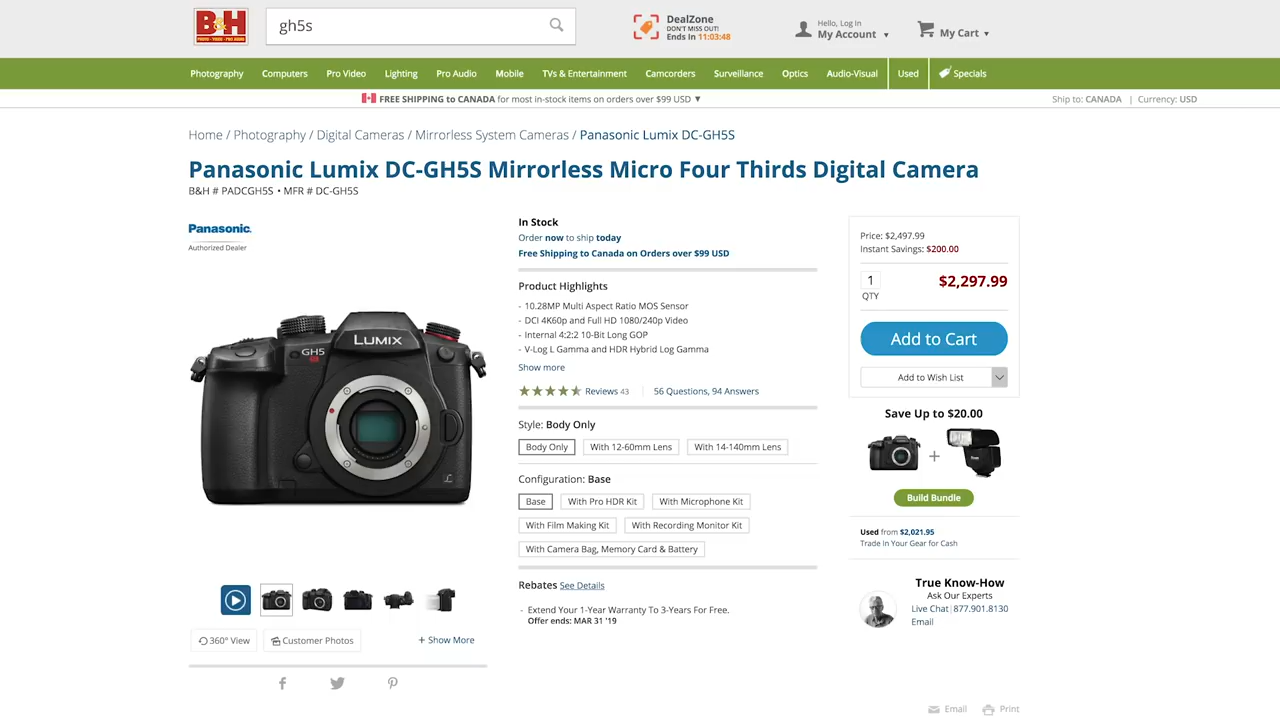 B&H
PHOTO · VIDEO · PRO AUDIO
gh5s
DealZone
DON'T MISS OUT!
Ends In 11:03:48
Hello, Log In
My Account
My Cart
Photography Computers Pro Video Lighting Pro Audio Mobile TVs & Entertainment Camcorders Surveillance Optics Audio-Visual Used Specials
FREE SHIPPING to CANADA for most in-stock items on orders over $99 USD
Ship to: CANADA | Currency: USD
Home / Photography / Digital Cameras / Mirrorless System Cameras / Panasonic Lumix DC-GH5S
Panasonic Lumix DC-GH5S Mirrorless Micro Four Thirds Digital Camera
B&H # PADCGH5S • MFR # DC-GH5S
Panasonic
Authorized Dealer
LUMIX
GH5
S
L
360° View
Customer Photos
+ Show More
In Stock
Order now to ship today
Free Shipping to Canada on Orders over $99 USD
Product Highlights
- 10.28MP Multi Aspect Ratio MOS Sensor
- DCI 4K60p and Full HD 1080/240p Video
- Internal 4:2:2 10-Bit Long GOP
- V-Log L Gamma and HDR Hybrid Log Gamma
Show more
Reviews 43
56 Questions, 94 Answers
Style: Body Only
Body Only
With 12-60mm Lens
With 14-140mm Lens
Configuration: Base
Base
With Pro HDR Kit
With Microphone Kit
With Film Making Kit
With Recording Monitor Kit
With Camera Bag, Memory Card & Battery
Rebates See Details
- Extend Your 1-Year Warranty To 3-Years For Free.
Offer ends: MAR 31 '19
Price: $2,497.99
Instant Savings: $200.00
1
QTY
$2,297.99
Add to Cart
Add to Wish List
Save Up to $20.00
+
Build Bundle
Used from $2,021.95
Trade In Your Gear for Cash
True Know-How
Ask Our Experts
Live Chat | 877.901.8130
Email
Email
Print